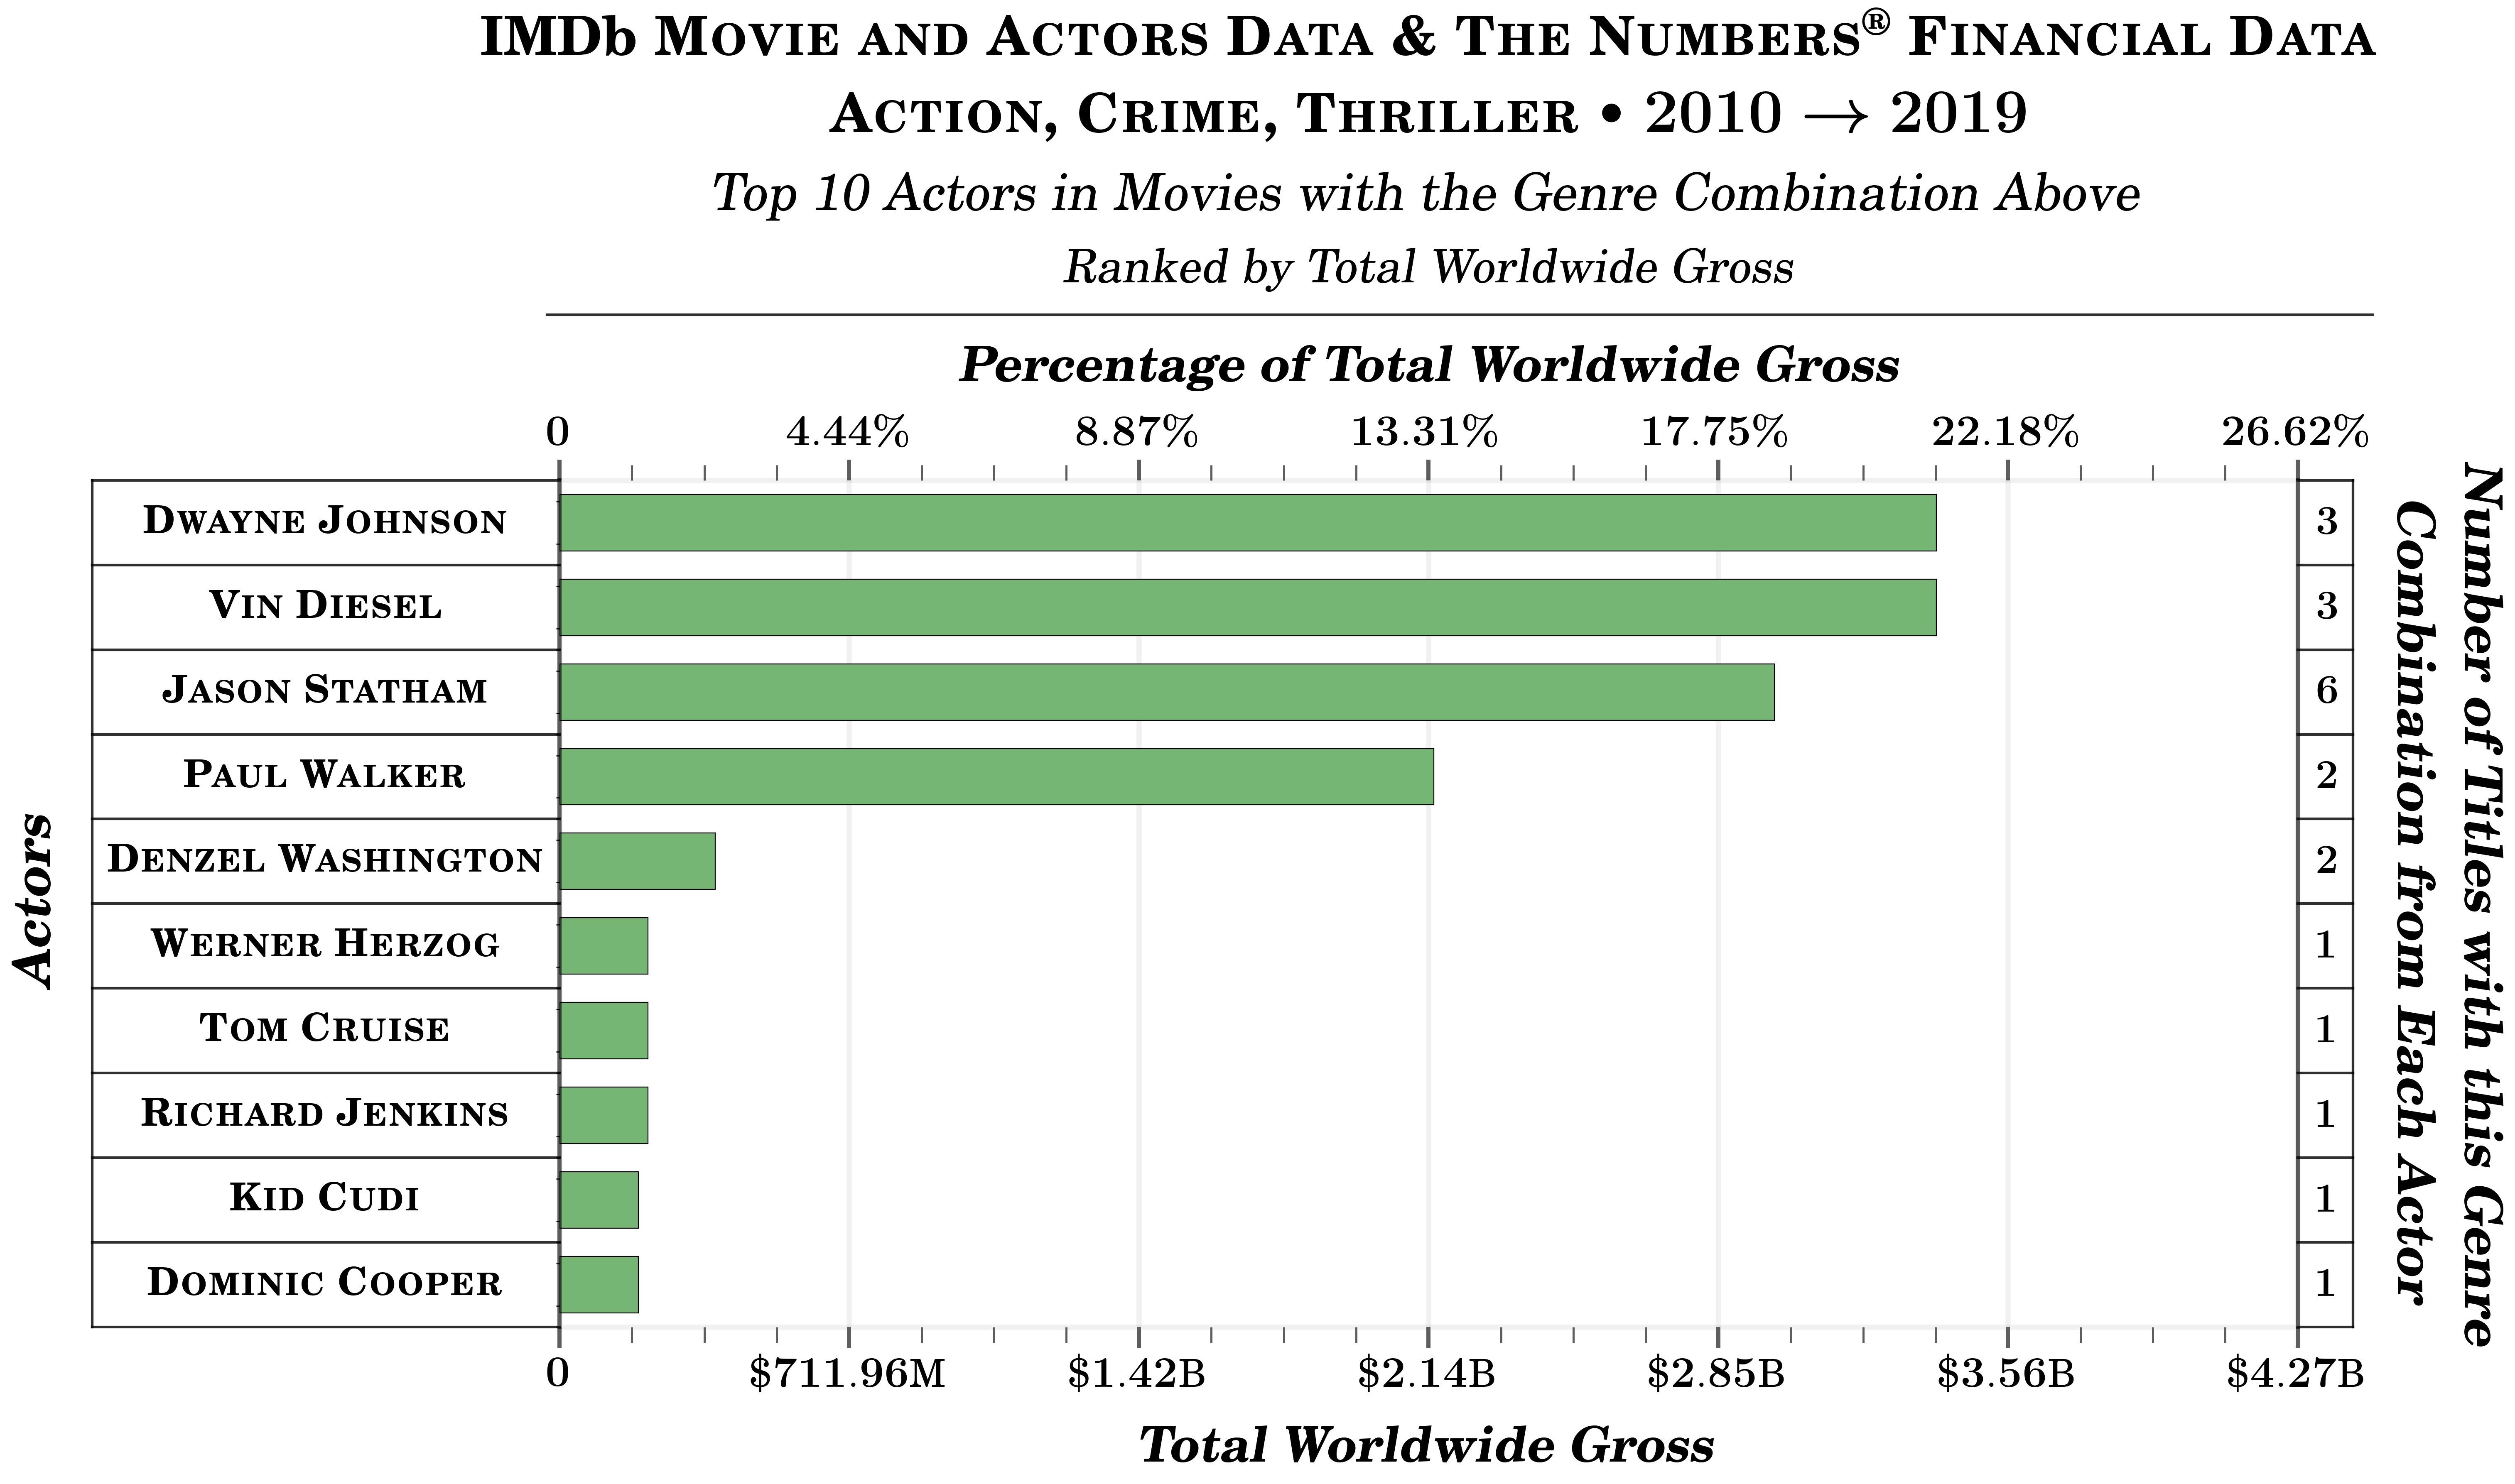 IMDb Movie and Actors Data & The Numbers® Financial Data
Action, Crime, Thriller • 2010 → 2019
Top 10 Actors in Movies with the Genre Combination Above
Ranked by Total Worldwide Gross
Percentage of Total Worldwide Gross
0 4.44% 8.87% 13.31% 17.75% 22.18% 26.62%
Actors
Dwayne Johnson 3
Vin Diesel 3
Jason Statham 6
Paul Walker 2
Denzel Washington 2
Werner Herzog 1
Tom Cruise 1
Richard Jenkins 1
Kid Cudi 1
Dominic Cooper 1
Number of Titles with this Genre
Combination from Each Actor
0 $711.96M $1.42B $2.14B $2.85B $3.56B $4.27B
Total Worldwide Gross